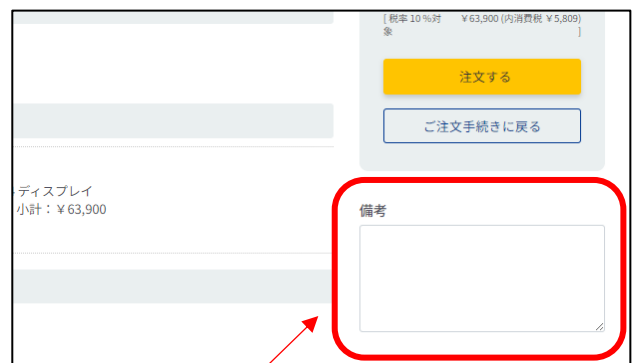 [ 税率 10 %対象
￥63,900 (内消費税 ￥5,809) ]
注文する
ご注文手続きに戻る
ディスプレイ
小計：￥63,900
備考